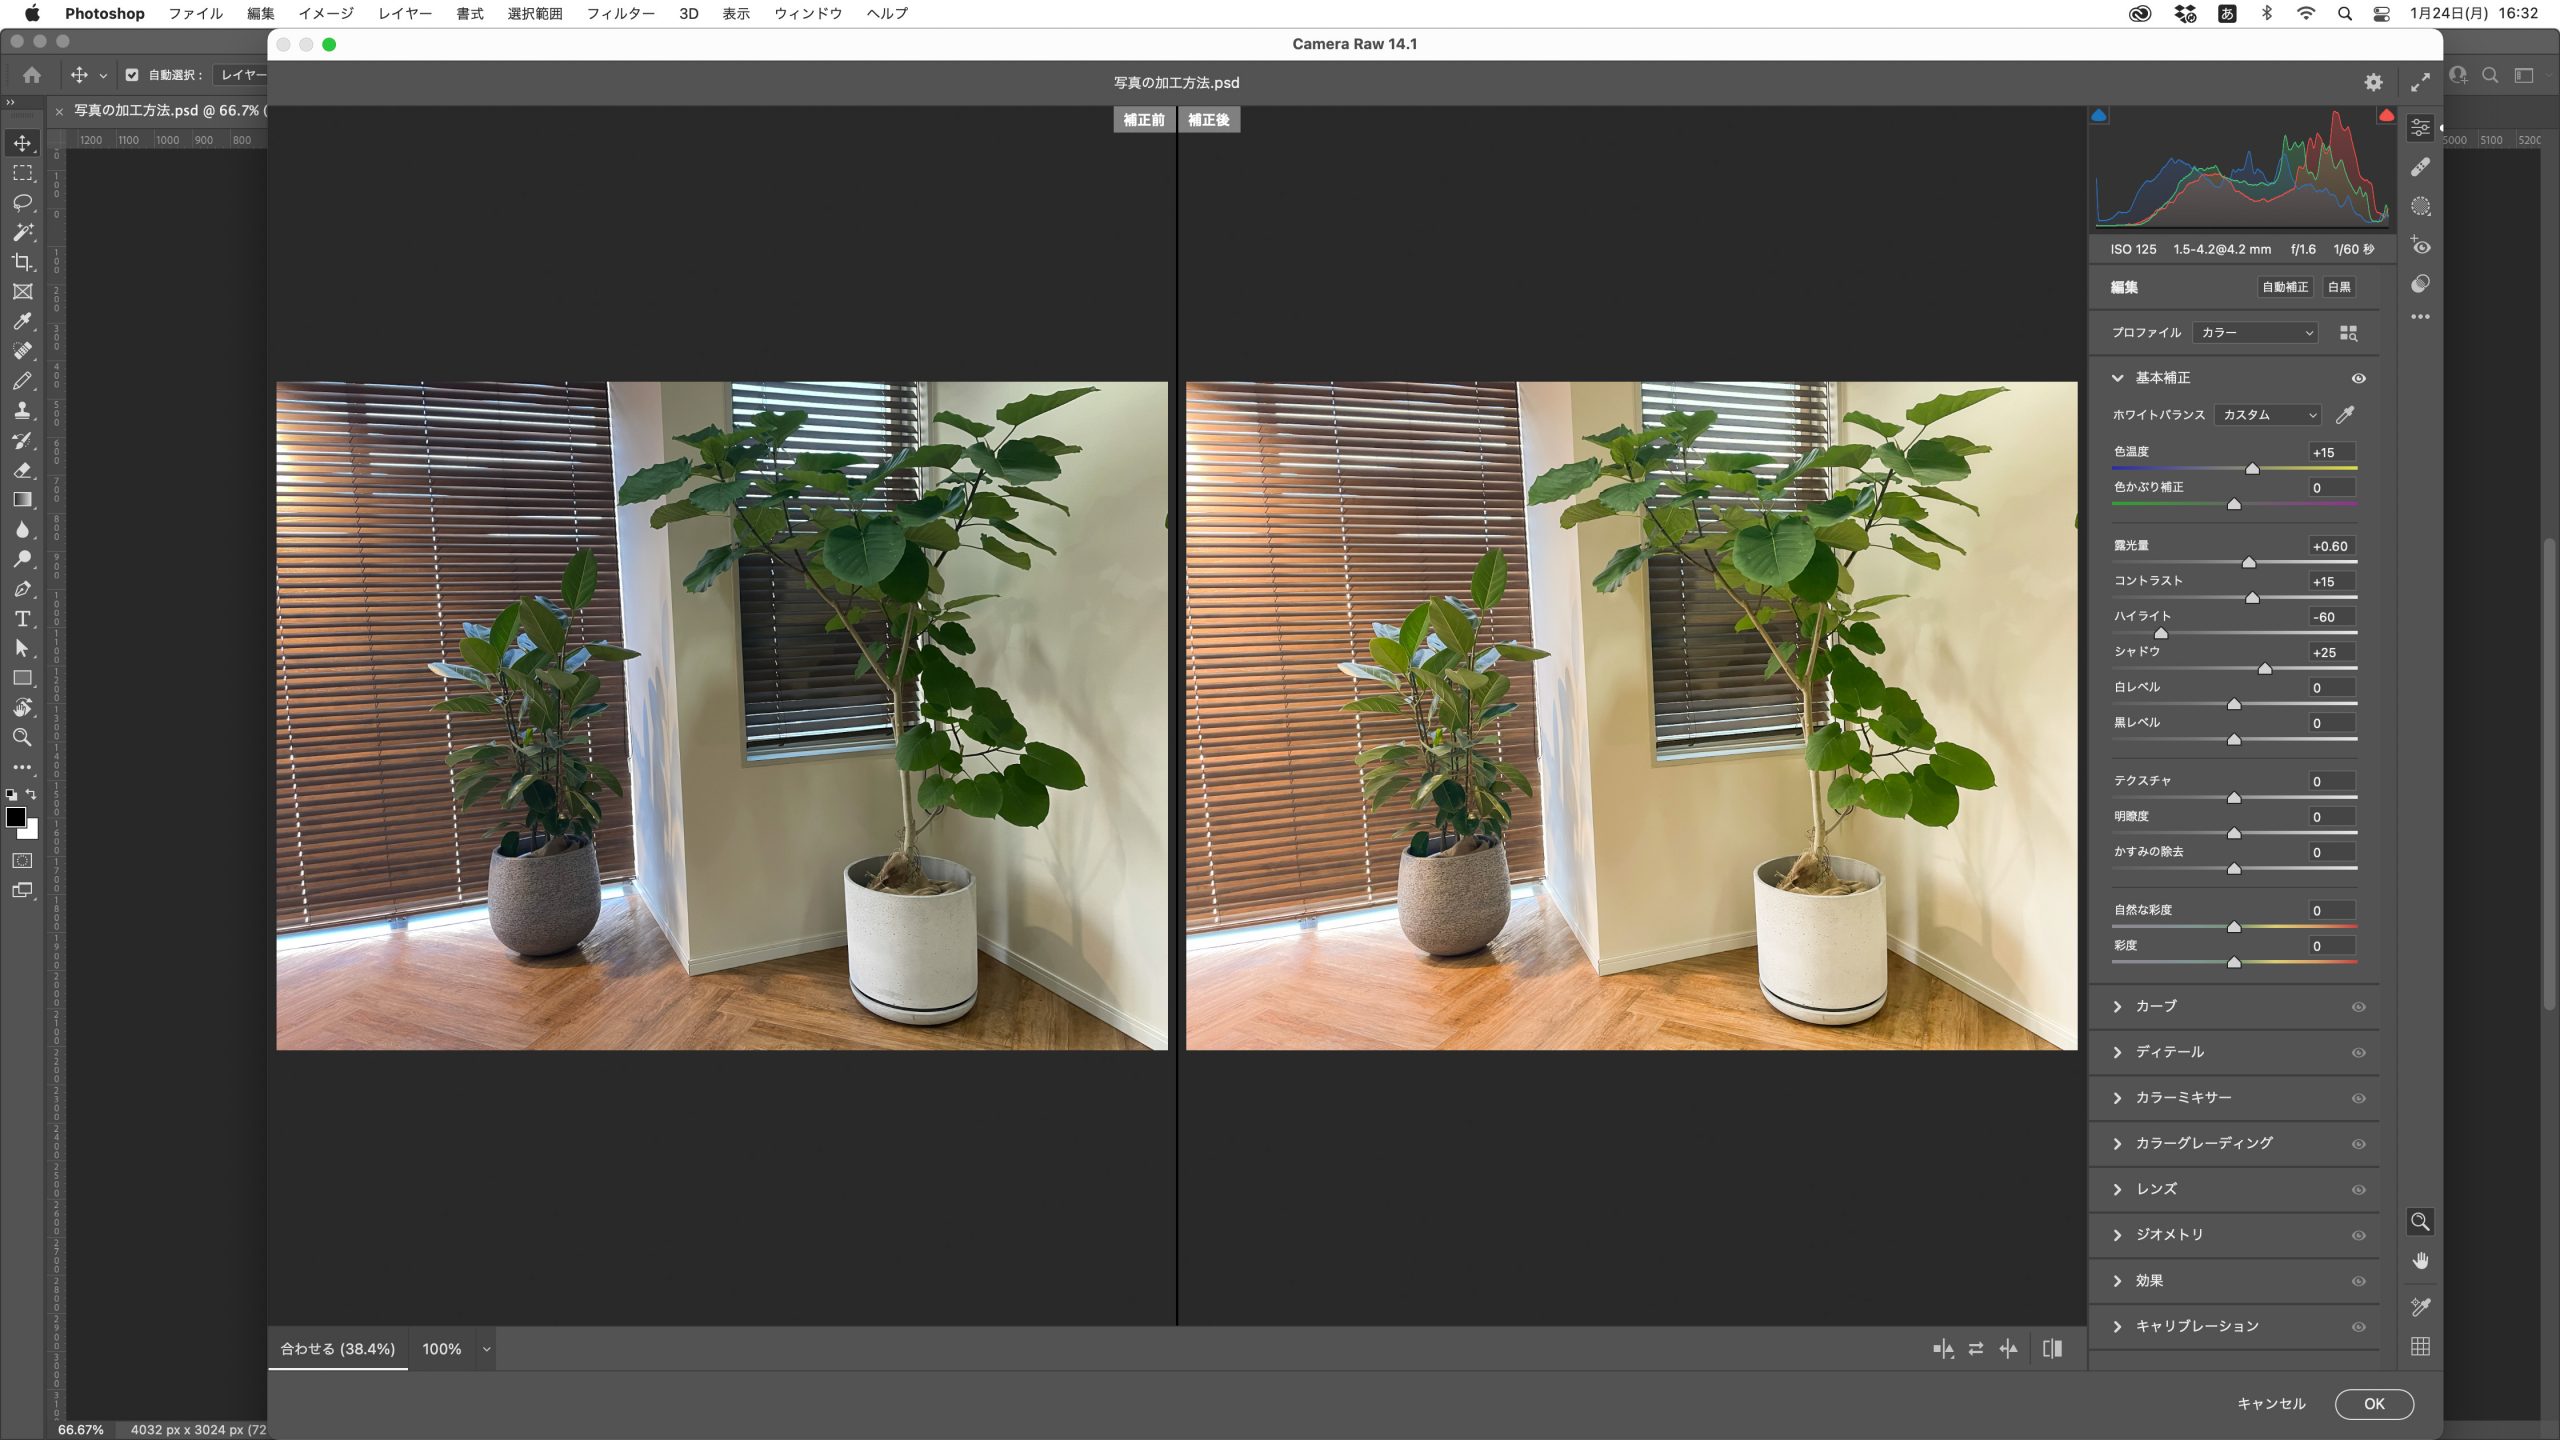 Photoshop ファイル 編集 イメージ レイヤー 書式 選択範囲 フィルター 3D 表示 ウィンドウ ヘルプ あ 1月24日(月) 16:32
Camera Raw 14.1
自動選択： レイヤー
写真の加工方法.psd
× 写真の加工方法.psd @ 66.7% (
補正前 補正後
1200 1100 1000 900 800
5000 5100 5200
ISO 125 1.5-4.2@4.2 mm f/1.6 1/60 秒
編集 自動補正 白黒
プロファイル カラー
基本補正
ホワイトバランス カスタム
色温度 +15
色かぶり補正 0
露光量 +0.60
コントラスト +15
ハイライト -60
シャドウ +25
白レベル 0
黒レベル 0
テクスチャ 0
明瞭度 0
かすみの除去 0
自然な彩度 0
彩度 0
カーブ
ディテール
カラーミキサー
カラーグレーディング
レンズ
ジオメトリ
効果
キャリブレーション
合わせる (38.4%) 100%
キャンセル OK
66.67% 4032 px x 3024 px (72